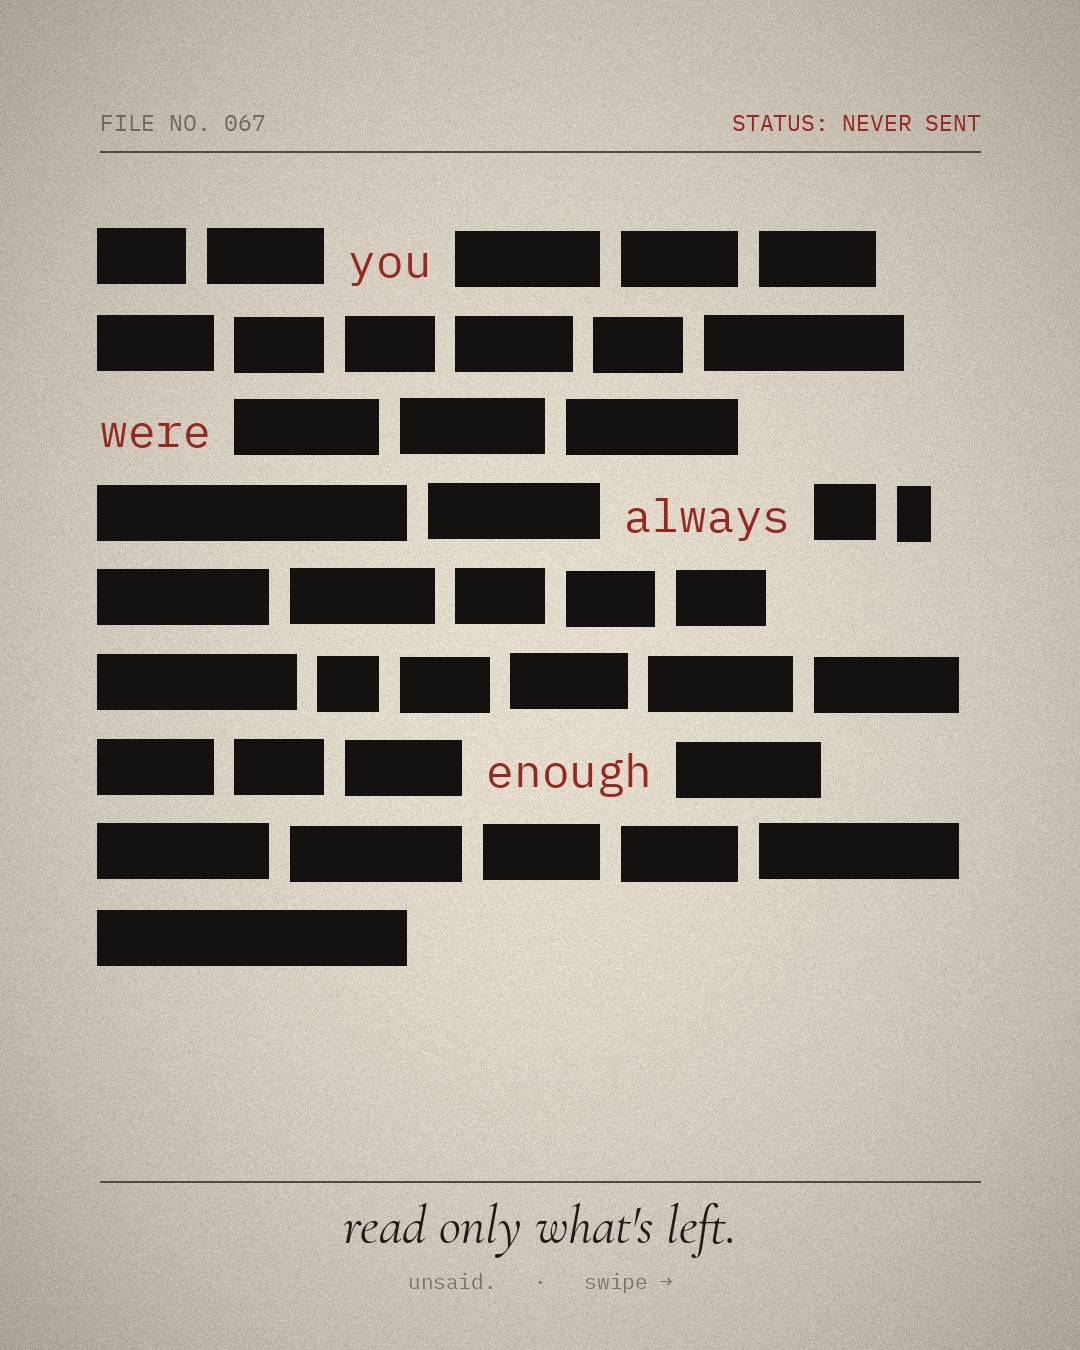 FILE NO. 067
STATUS: NEVER SENT
you
were
always
enough
read only what's left.
unsaid. · swipe →